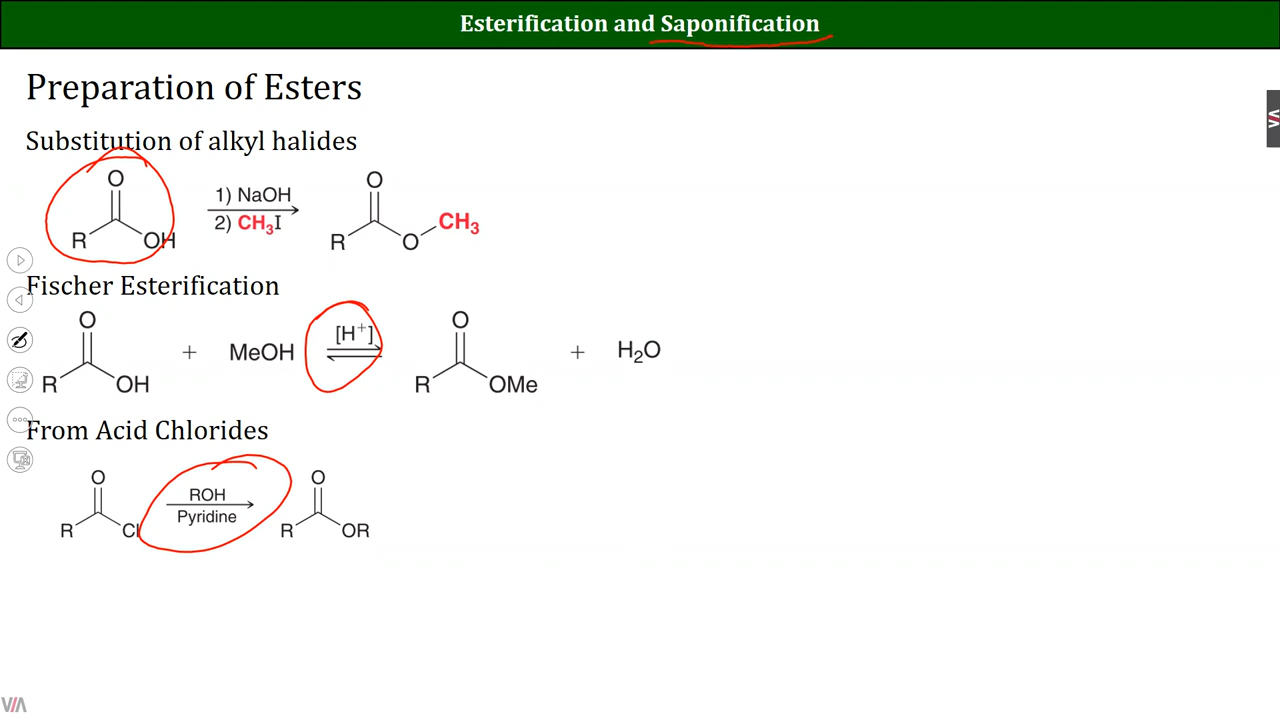 Esterification and Saponification
Preparation of Esters
Substitution of alkyl halides
O
R
OH
1) NaOH
2) CH3I
O
R
O
CH3
Fischer Esterification
O
R
OH
+
MeOH
[H+]
O
R
OMe
+
H2O
From Acid Chlorides
O
R
Cl
ROH
Pyridine
O
R
OR
VIA